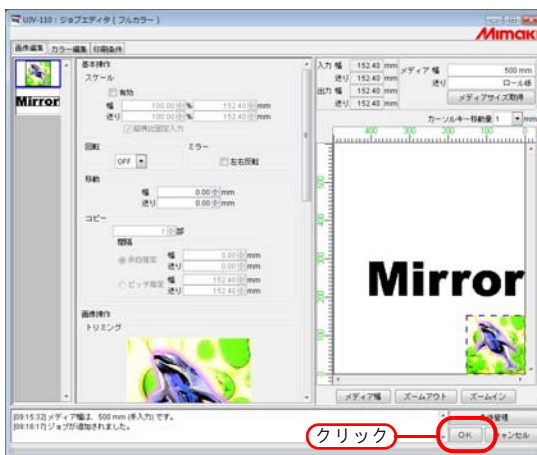 UJV-110 : ジョブエディタ ( フルカラー )
Mimaki
画像編集 カラー編集 印刷条件
Mirror
基本操作
スケール
有効
幅 100.00 % 152.40 mm
送り 100.00 % 152.40 mm
縦横比固定入力
回転 ミラー
OFF 左右反転
移動
幅 0.00 mm
送り 0.00 mm
コピー
1 部
間隔
余白指定 幅 0.00 mm
送り 0.00 mm
ピッチ指定 幅 152.40 mm
送り 152.40 mm
画像操作
トリミング
入力 幅 152.40 mm
送り 152.40 mm
出力 幅 152.40 mm
送り 152.40 mm
メディア 幅 500 mm
送り ロール紙
メディアサイズ取得
カーソルキー移動量 1 mm
400 300 200 100 0
500
400
300
200
100
0
Mirror
メディア幅 ズームアウト ズームイン
[09:15:32] メディア幅は、500 mm (手入力) です。
[09:16:17] ジョブが追加されました。
クリック
OK